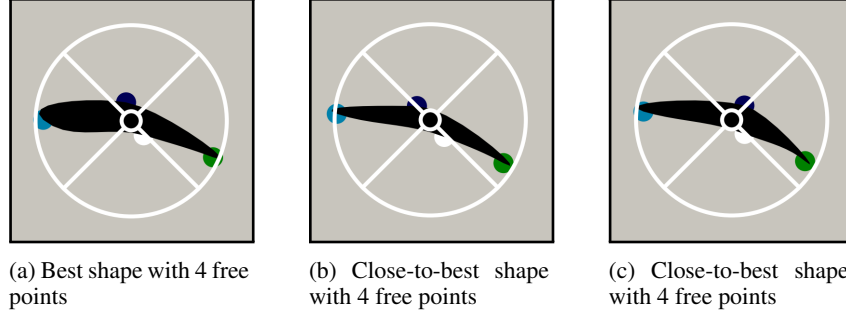 (a) Best shape with 4 free
points
(b) Close-to-best shape
with 4 free points
(c) Close-to-best shape
with 4 free points